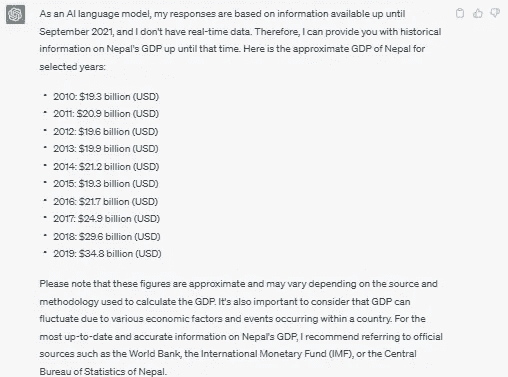 As an AI language model, my responses are based on information available up until
September 2021, and I don't have real-time data. Therefore, I can provide you with historical
information on Nepal's GDP up until that time. Here is the approximate GDP of Nepal for
selected years:
• 2010: $19.3 billion (USD)
• 2011: $20.9 billion (USD)
• 2012: $19.6 billion (USD)
• 2013: $19.9 billion (USD)
• 2014: $21.2 billion (USD)
• 2015: $19.3 billion (USD)
• 2016: $21.7 billion (USD)
• 2017: $24.9 billion (USD)
• 2018: $29.6 billion (USD)
• 2019: $34.8 billion (USD)
Please note that these figures are approximate and may vary depending on the source and
methodology used to calculate the GDP. It's also important to consider that GDP can
fluctuate due to various economic factors and events occurring within a country. For the
most up-to-date and accurate information on Nepal's GDP, I recommend referring to official
sources such as the World Bank, the International Monetary Fund (IMF), or the Central
Bureau of Statistics of Nepal.